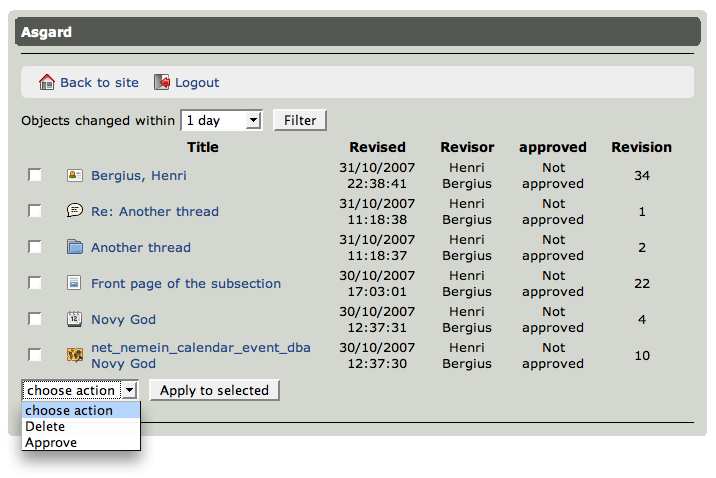 Asgard
Back to site Logout
Objects changed within 1 day Filter
Title Revised Revisor approved Revision
Bergius, Henri 31/10/2007 22:38:41 Henri Bergius Not approved 34
Re: Another thread 31/10/2007 11:18:38 Henri Bergius Not approved 1
Another thread 31/10/2007 11:18:37 Henri Bergius Not approved 2
Front page of the subsection 30/10/2007 17:03:01 Henri Bergius Not approved 22
12 Novy God 30/10/2007 12:37:31 Henri Bergius Not approved 4
net_nemein_calendar_event_dba Novy God 30/10/2007 12:37:30 Henri Bergius Not approved 10
choose action Apply to selected
choose action
Delete
Approve